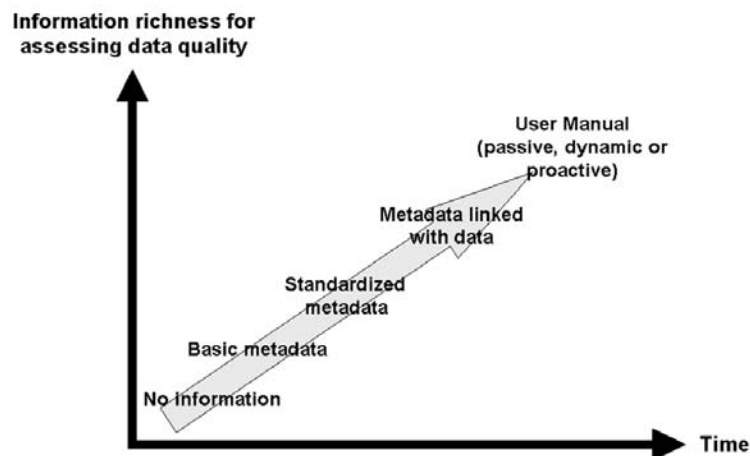 Information richness for
assessing data quality
User Manual
(passive, dynamic or
proactive)
Metadata linked
with data
Standardized
metadata
Basic metadata
No information
Time